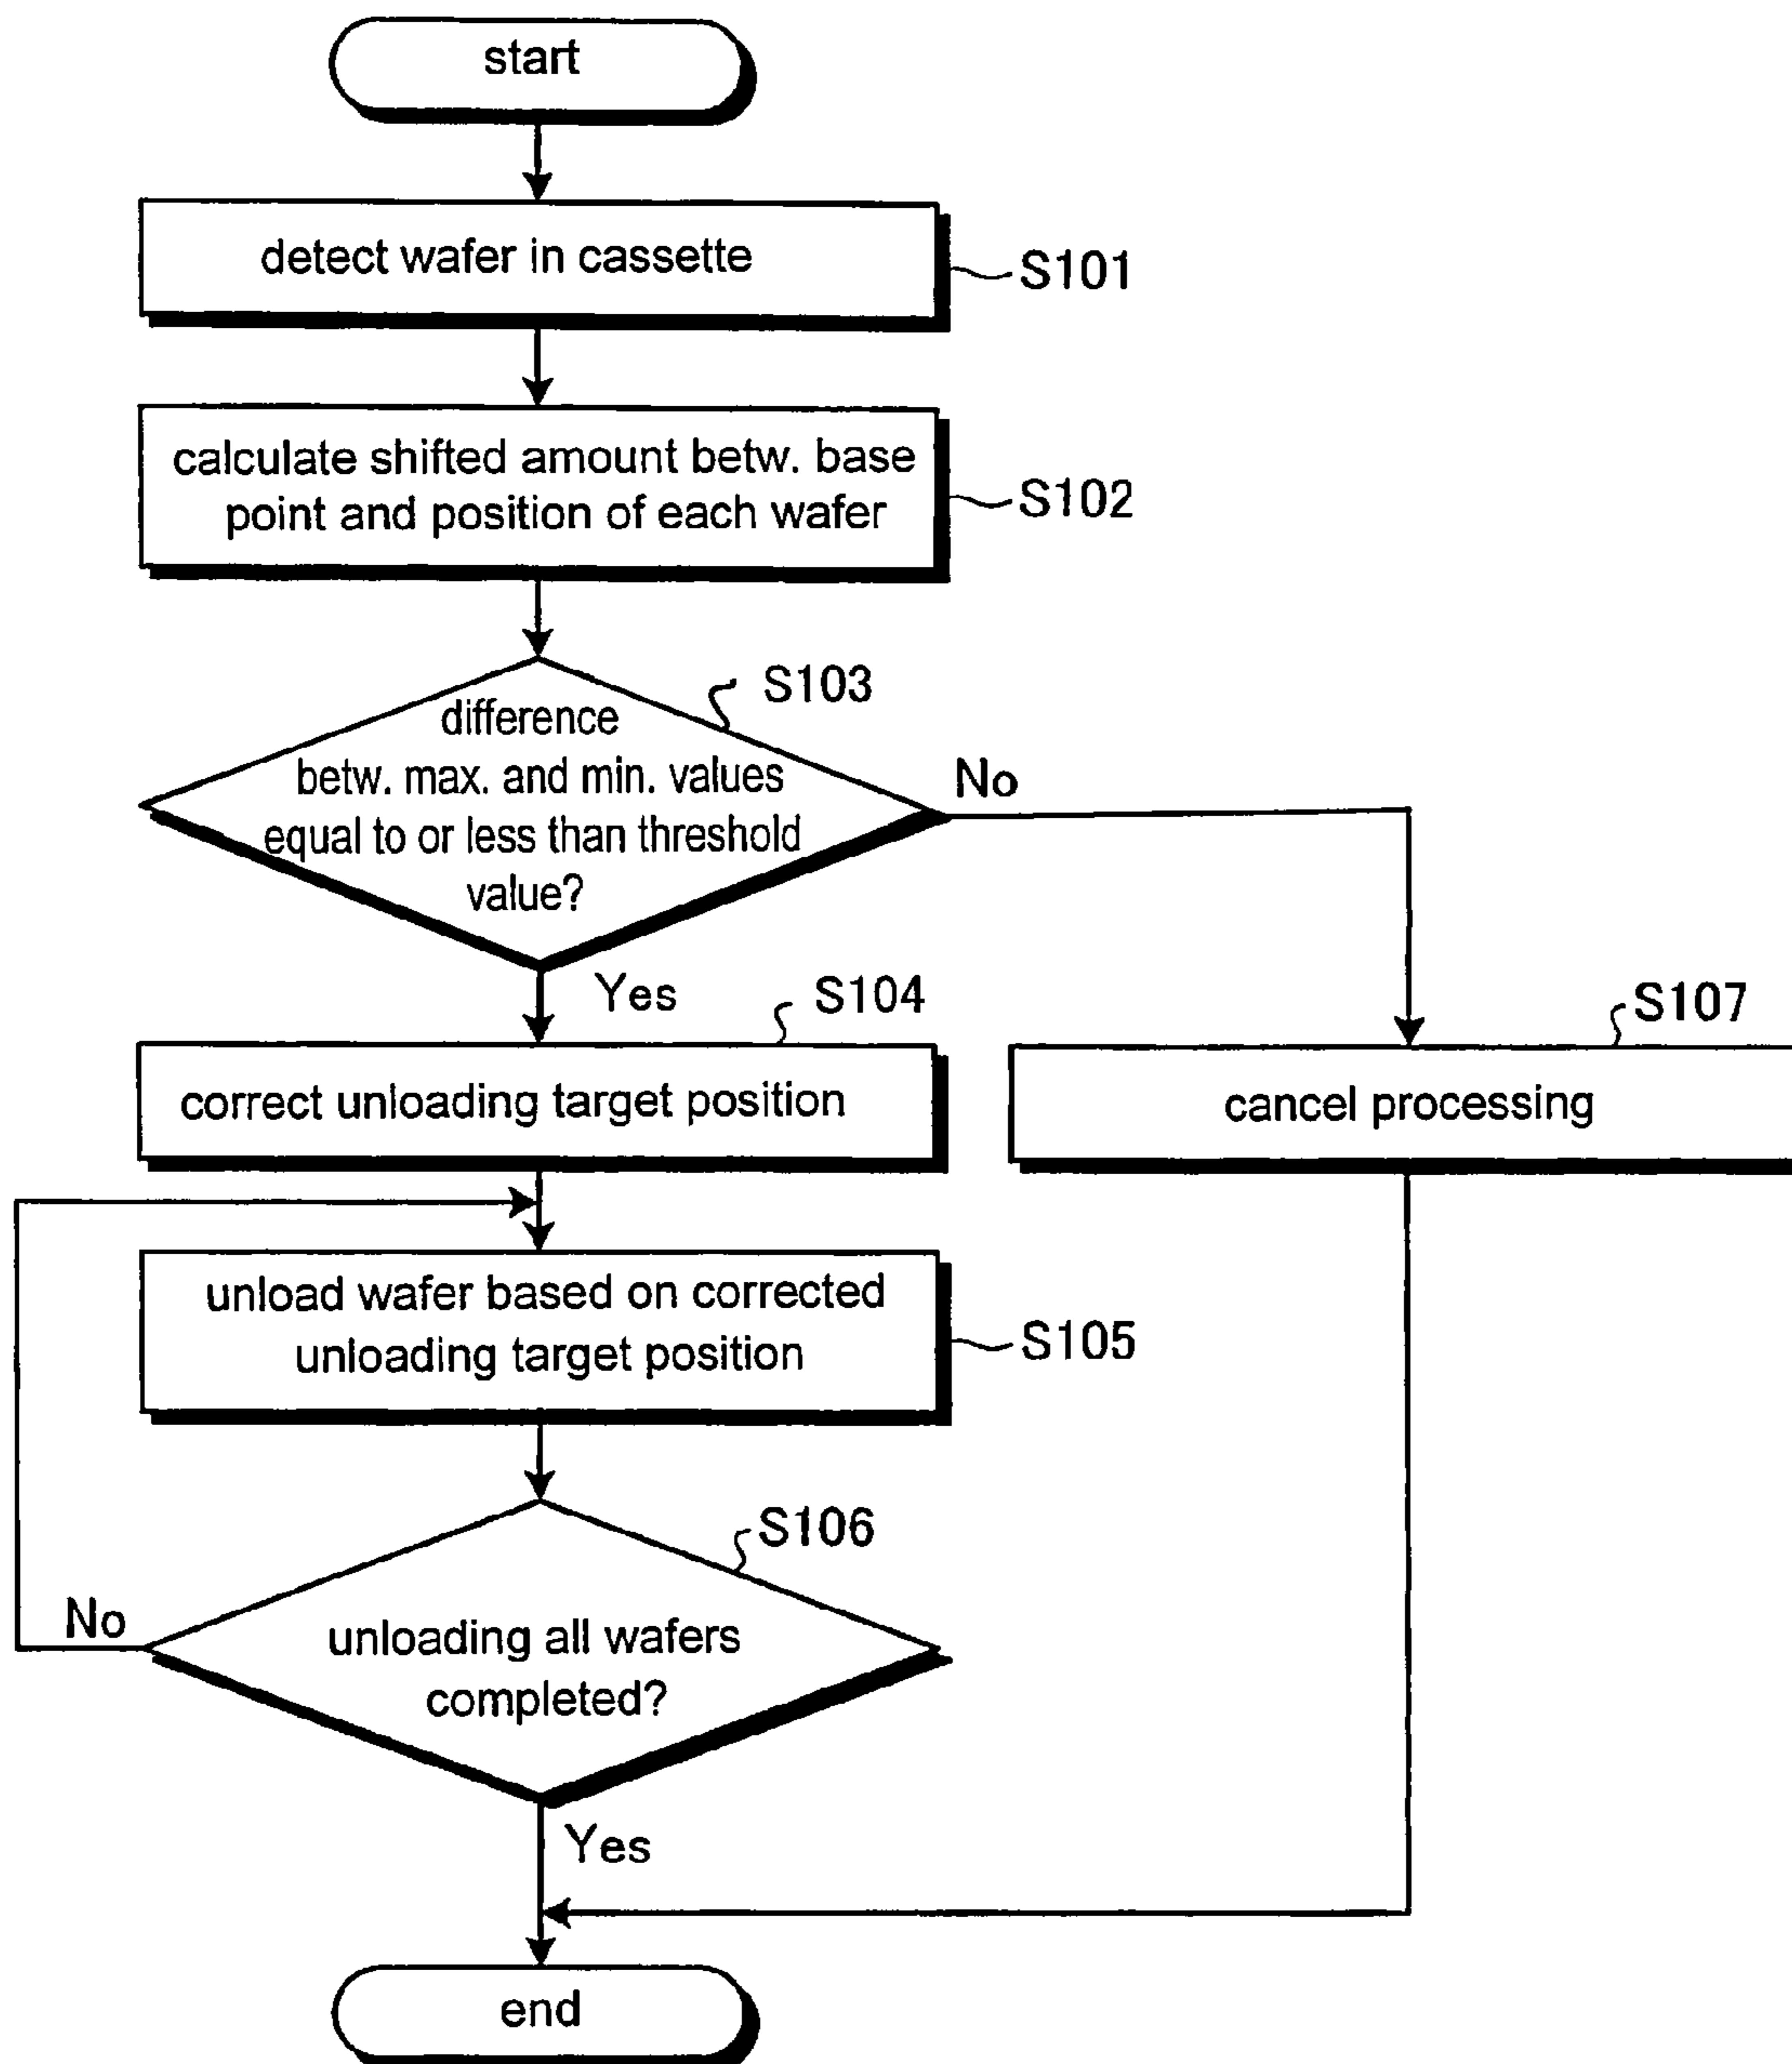 start
detect wafer in cassette
S101
calculate shifted amount betw. base
point and position of each wafer
S102
S103
difference
betw. max. and min. values
equal to or less than threshold
value?
No
Yes
S104
S107
correct unloading target position
cancel processing
unload wafer based on corrected
unloading target position
S105
S106
No
unloading all wafers
completed?
Yes
end